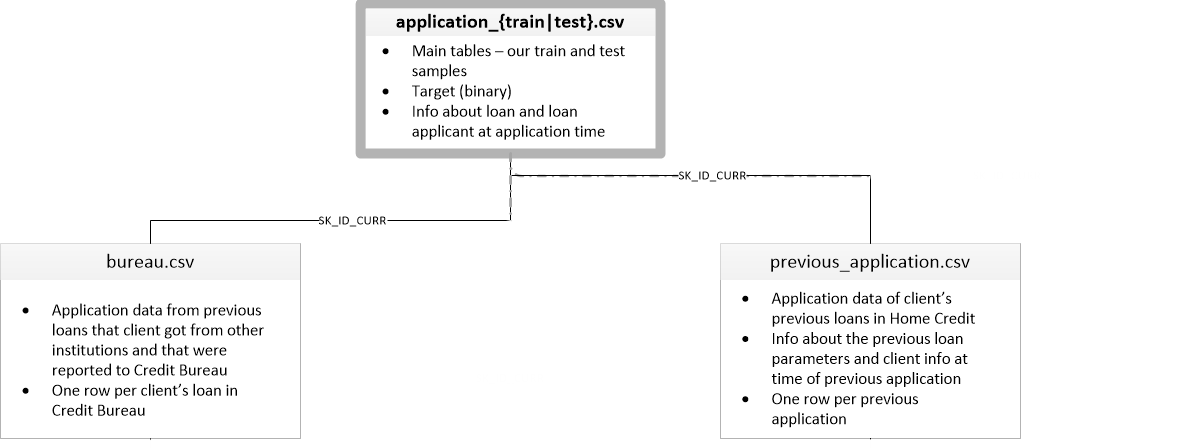 application_{train|test}.csv
• Main tables – our train and test
samples
• Target (binary)
• Info about loan and loan
applicant at application time
SK_ID_CURR
SK_ID_CURR
bureau.csv
• Application data from previous
loans that client got from other
institutions and that were
reported to Credit Bureau
• One row per client’s loan in
Credit Bureau
previous_application.csv
• Application data of client’s
previous loans in Home Credit
• Info about the previous loan
parameters and client info at
time of previous application
• One row per previous
application